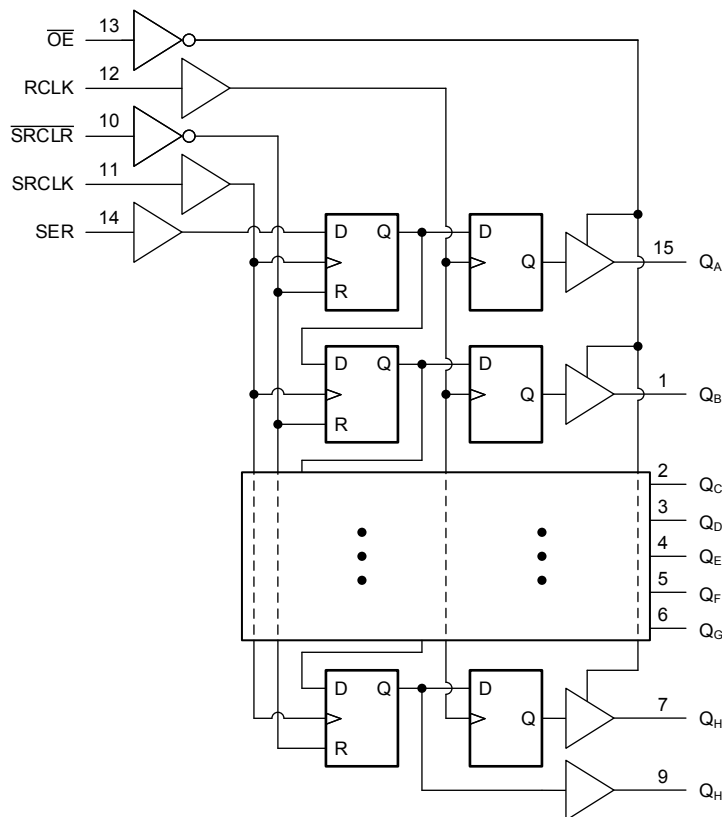 13
OE
12
RCLK
10
SRCLR
11
SRCLK
14
SER
D Q D
Q
R
15
QA
D Q D
Q
R
1
QB
2
QC
3
QD
4
QE
5
QF
6
QG
D Q D
Q
R
7
QH
9
QH